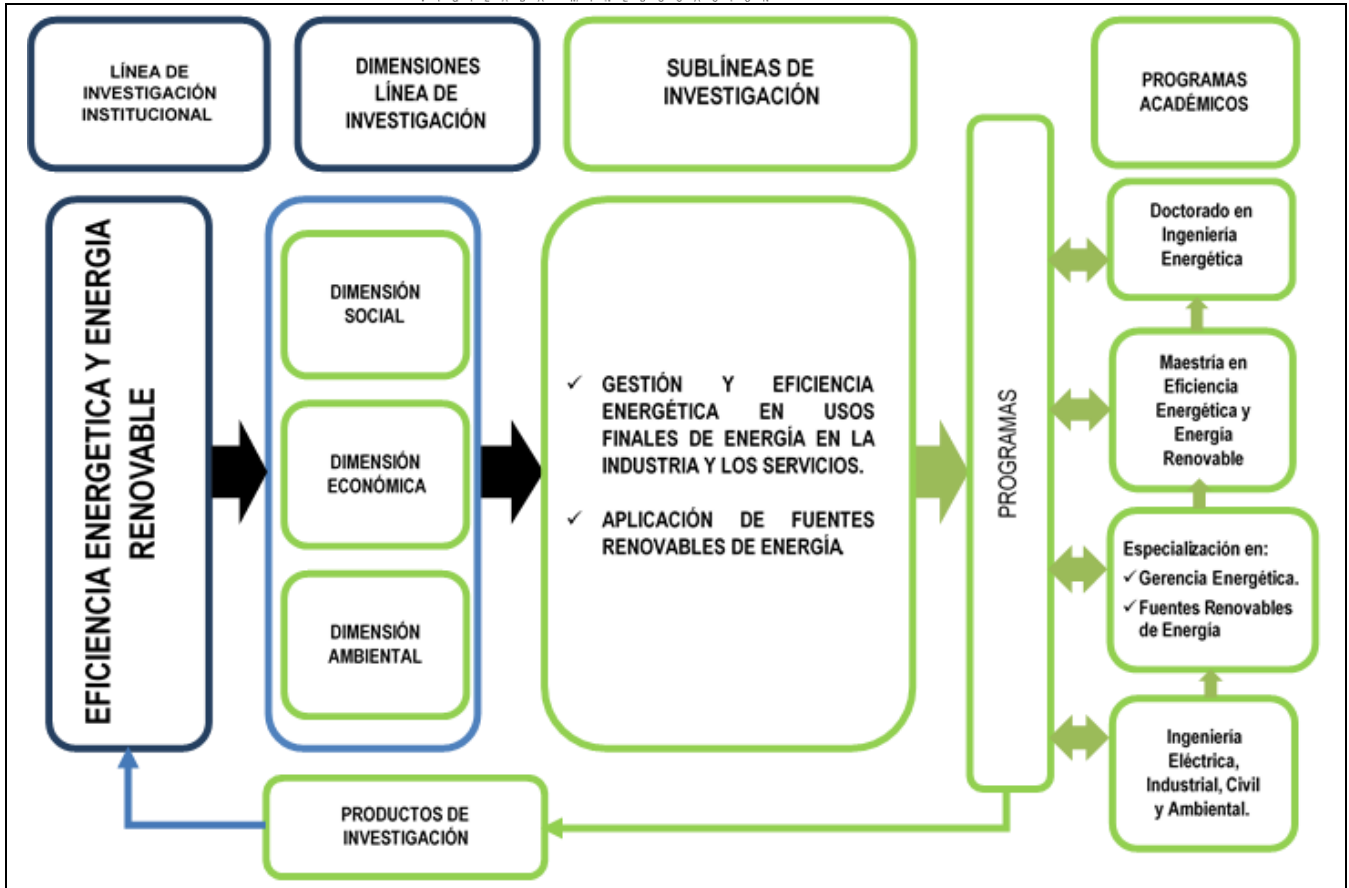 VIGILADA MINEDUCACIÓN
LÍNEA DE
INVESTIGACIÓN
INSTITUCIONAL
DIMENSIONES
LÍNEA DE
INVESTIGACIÓN
SUBLÍNEAS DE
INVESTIGACIÓN
PROGRAMAS
ACADÉMICOS
EFICIENCIA ENERGETICA Y ENERGIA
RENOVABLE
DIMENSIÓN
SOCIAL
DIMENSIÓN
ECONÓMICA
DIMENSIÓN
AMBIENTAL
✓ GESTIÓN Y EFICIENCIA
ENERGÉTICA EN USOS
FINALES DE ENERGÍA EN LA
INDUSTRIA Y LOS SERVICIOS.
✓ APLICACIÓN DE FUENTES
RENOVABLES DE ENERGÍA.
PROGRAMAS
Doctorado en
Ingeniería
Energética
Maestría en
Eficiencia
Energética y
Energía
Renovable
Especialización en:
✓ Gerencia Energética.
✓ Fuentes Renovables
de Energía
Ingeniería
Eléctrica,
Industrial, Civil
y Ambiental.
PRODUCTOS DE
INVESTIGACIÓN